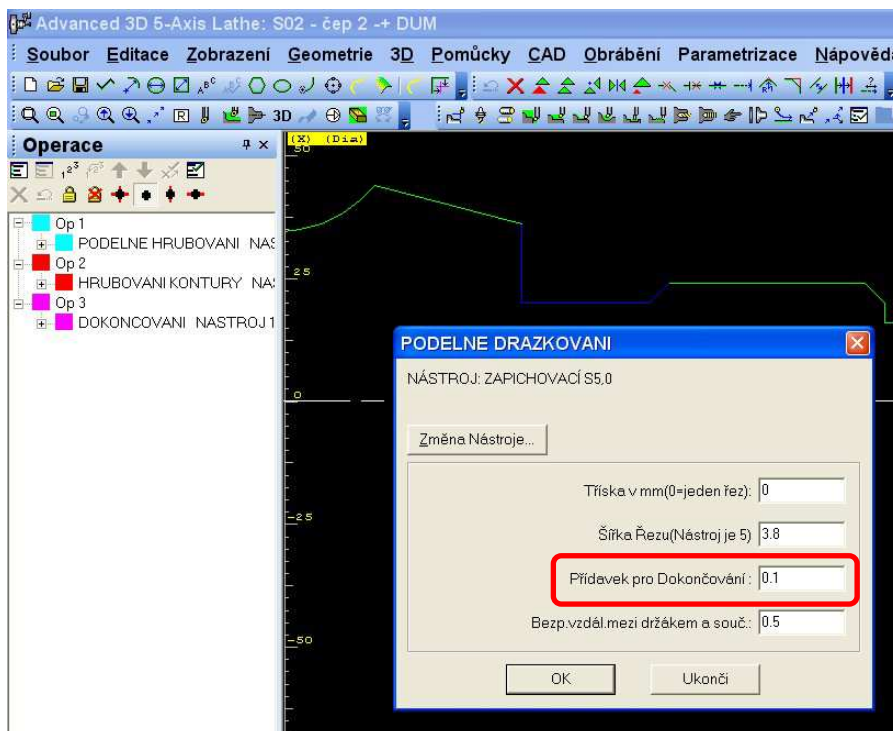 Advanced 3D 5-Axis Lathe: S02 - čep 2 -+ DUM
Soubor Editace Zobrazení Geometrie 3D Pomůcky CAD Obrábění Parametrizace Nápověd
3D
Operace
(X) (Dia)
50
Op 1
PODELNE HRUBOVANI NAS
Op 2
HRUBOVANI KONTURY NA
Op 3
DOKONCOVANI NASTROJ 1
25
0
-25
-50
PODELNE DRAZKOVANI
NÁSTROJ: ZAPICHOVACÍ S5,0
Změna Nástroje...
Tříska v mm(0=jeden řez): 0
Šířka Řezu(Nástroj je 5) 3.8
Přídavek pro Dokončování : 0.1
Bezp.vzdál.mezi držákem a souč.: 0.5
OK Ukonči